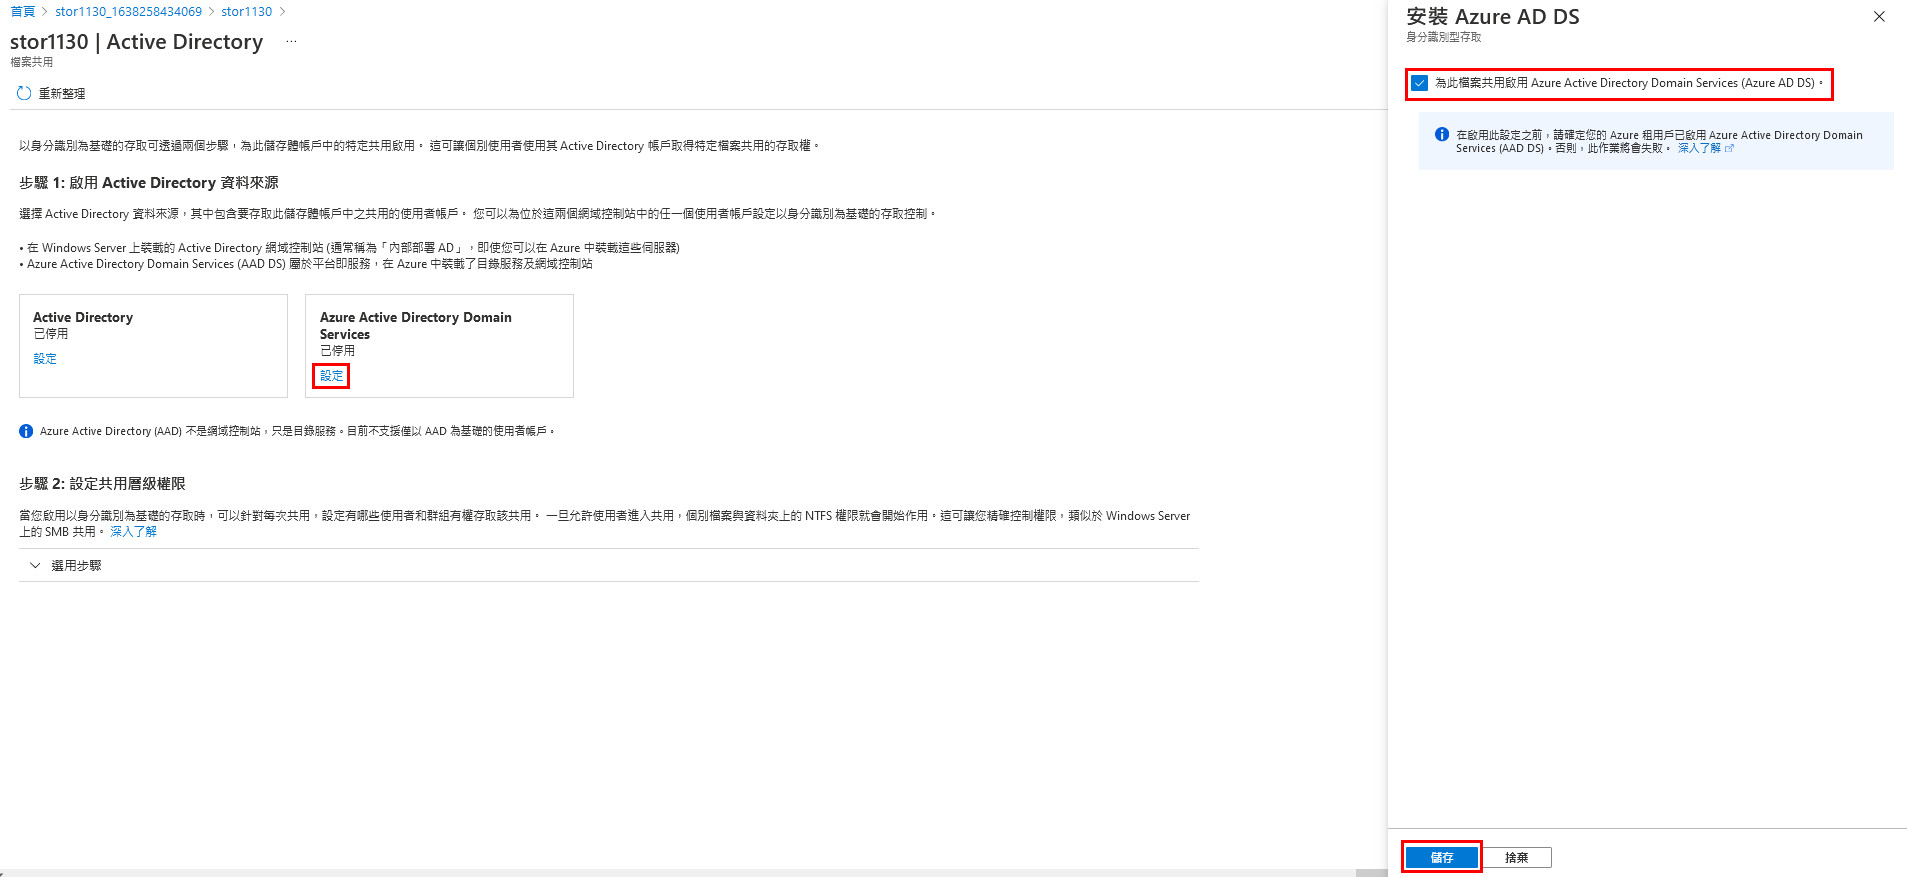 首頁 > stor1130_1638258434069 > stor1130 >
stor1130 | Active Directory ...
檔案共用
重新整理
以身分識別為基礎的存取可透過兩個步驟，為此儲存體帳戶中的特定共用啟用。 這可讓個別使用者使用其 Active Directory 帳戶取得特定檔案共用的存取權。
步驟 1: 啟用 Active Directory 資料來源
選擇 Active Directory 資料來源，其中包含要存取此儲存體帳戶中之共用的使用者帳戶。 您可以為位於這兩個網域控制站中的任一個使用者帳戶設定以身分識別為基礎的存取控制。
• 在 Windows Server 上裝載的 Active Directory 網域控制站 (通常稱為「內部部署 AD」，即使您可以在 Azure 中裝載這些伺服器)
• Azure Active Directory Domain Services (AAD DS) 屬於平台即服務，在 Azure 中裝載了目錄服務及網域控制站
Active Directory
已停用
設定
Azure Active Directory Domain
Services
已停用
設定
Azure Active Directory (AAD) 不是網域控制站，只是目錄服務。目前不支援僅以 AAD 為基礎的使用者帳戶。
步驟 2: 設定共用層級權限
當您啟用以身分識別為基礎的存取時，可以針對每次共用，設定有哪些使用者和群組有權存取該共用。 一旦允許使用者進入共用，個別檔案與資料夾上的 NTFS 權限就會開始作用。這可讓您精確控制權限，類似於 Windows Server
上的 SMB 共用。 深入了解
選用步驟
安裝 Azure AD DS
身分識別型存取
為此檔案共用啟用 Azure Active Directory Domain Services (Azure AD DS)。
在啟用此設定之前，請確定您的 Azure 租用戶已啟用 Azure Active Directory Domain
Services (AAD DS)。否則，此作業將會失敗。 深入了解
儲存
捨棄